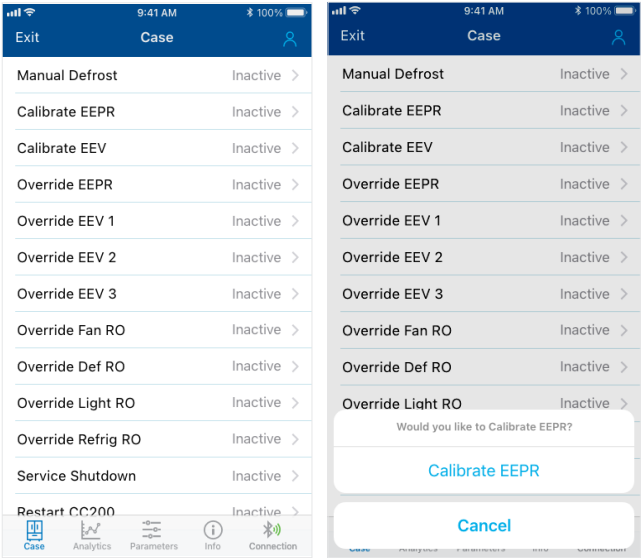 9:41 AM 100%
Exit Case
Manual Defrost Inactive
Calibrate EEPR Inactive
Calibrate EEV Inactive
Override EEPR Inactive
Override EEV 1 Inactive
Override EEV 2 Inactive
Override EEV 3 Inactive
Override Fan RO Inactive
Override Def RO Inactive
Override Light RO Inactive
Override Refrig RO Inactive
Service Shutdown Inactive
Restart CC200 Inactive
Case Analytics Parameters Info Connection
9:41 AM 100%
Exit Case
Manual Defrost Inactive
Calibrate EEPR Inactive
Calibrate EEV Inactive
Override EEPR Inactive
Override EEV 1 Inactive
Override EEV 2 Inactive
Override EEV 3 Inactive
Override Fan RO Inactive
Override Def RO Inactive
Override Light RO Inactive
Would you like to Calibrate EEPR?
Calibrate EEPR
Cancel
Case Analytics Parameters Info Connection